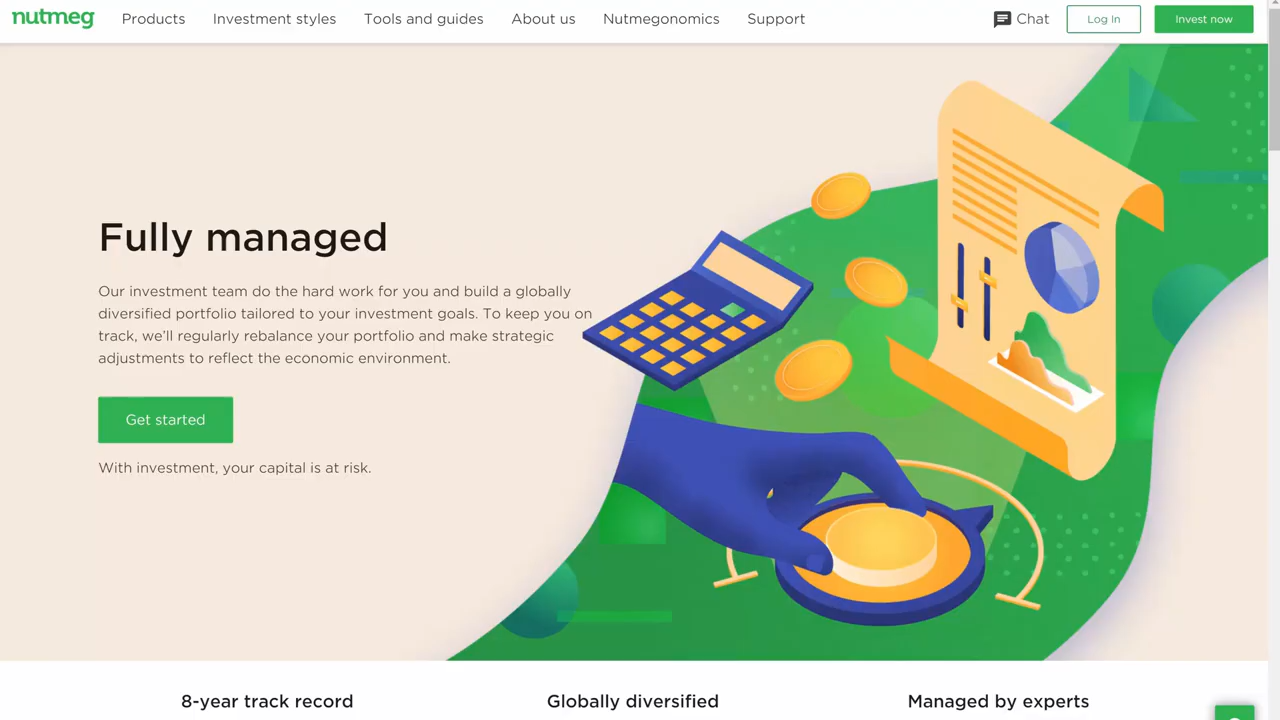 nutmeg Products Investment styles Tools and guides About us Nutmegonomics Support Chat Log In Invest now
Fully managed
Our investment team do the hard work for you and build a globally
diversified portfolio tailored to your investment goals. To keep you on
track, we’ll regularly rebalance your portfolio and make strategic
adjustments to reflect the economic environment.
Get started
With investment, your capital is at risk.
8-year track record Globally diversified Managed by experts